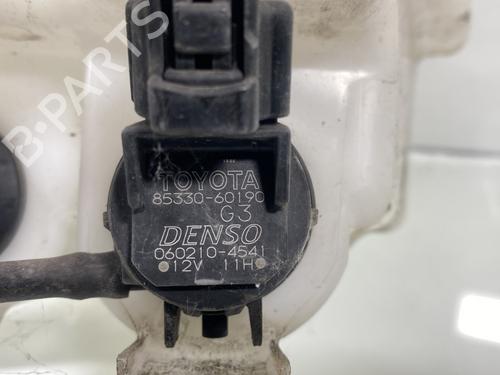 B-PARTS
TOYOTA
85330-60190
G3
DENSO
060210-4541
12V 11H